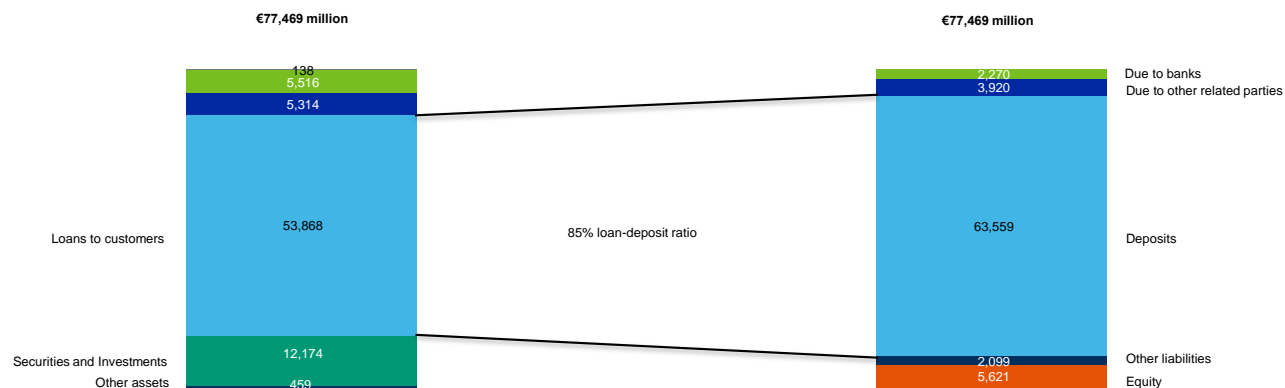 €77,469 million
€77,469 million
138
5,516
5,314
53,868
12,174
459
Loans to customers
Securities and Investments
Other assets
85% loan-deposit ratio
2,270
3,920
63,559
2,099
5,621
Due to banks
Due to other related parties
Deposits
Other liabilities
Equity